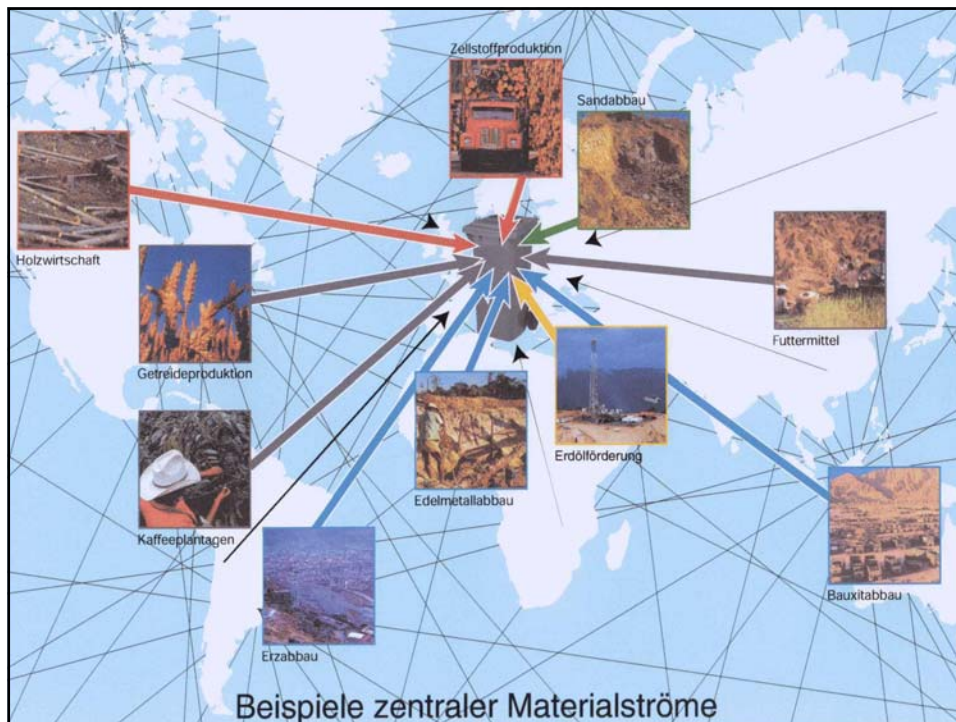 Zellstoffproduktion
Sandabbau
Holzwirtschaft
Getreideproduktion
Futtermittel
Kaffeeplantagen
Edelmetallabbau
Erdölförderung
Erzabbau
Bauxitabbau
Beispiele zentraler Materialströme